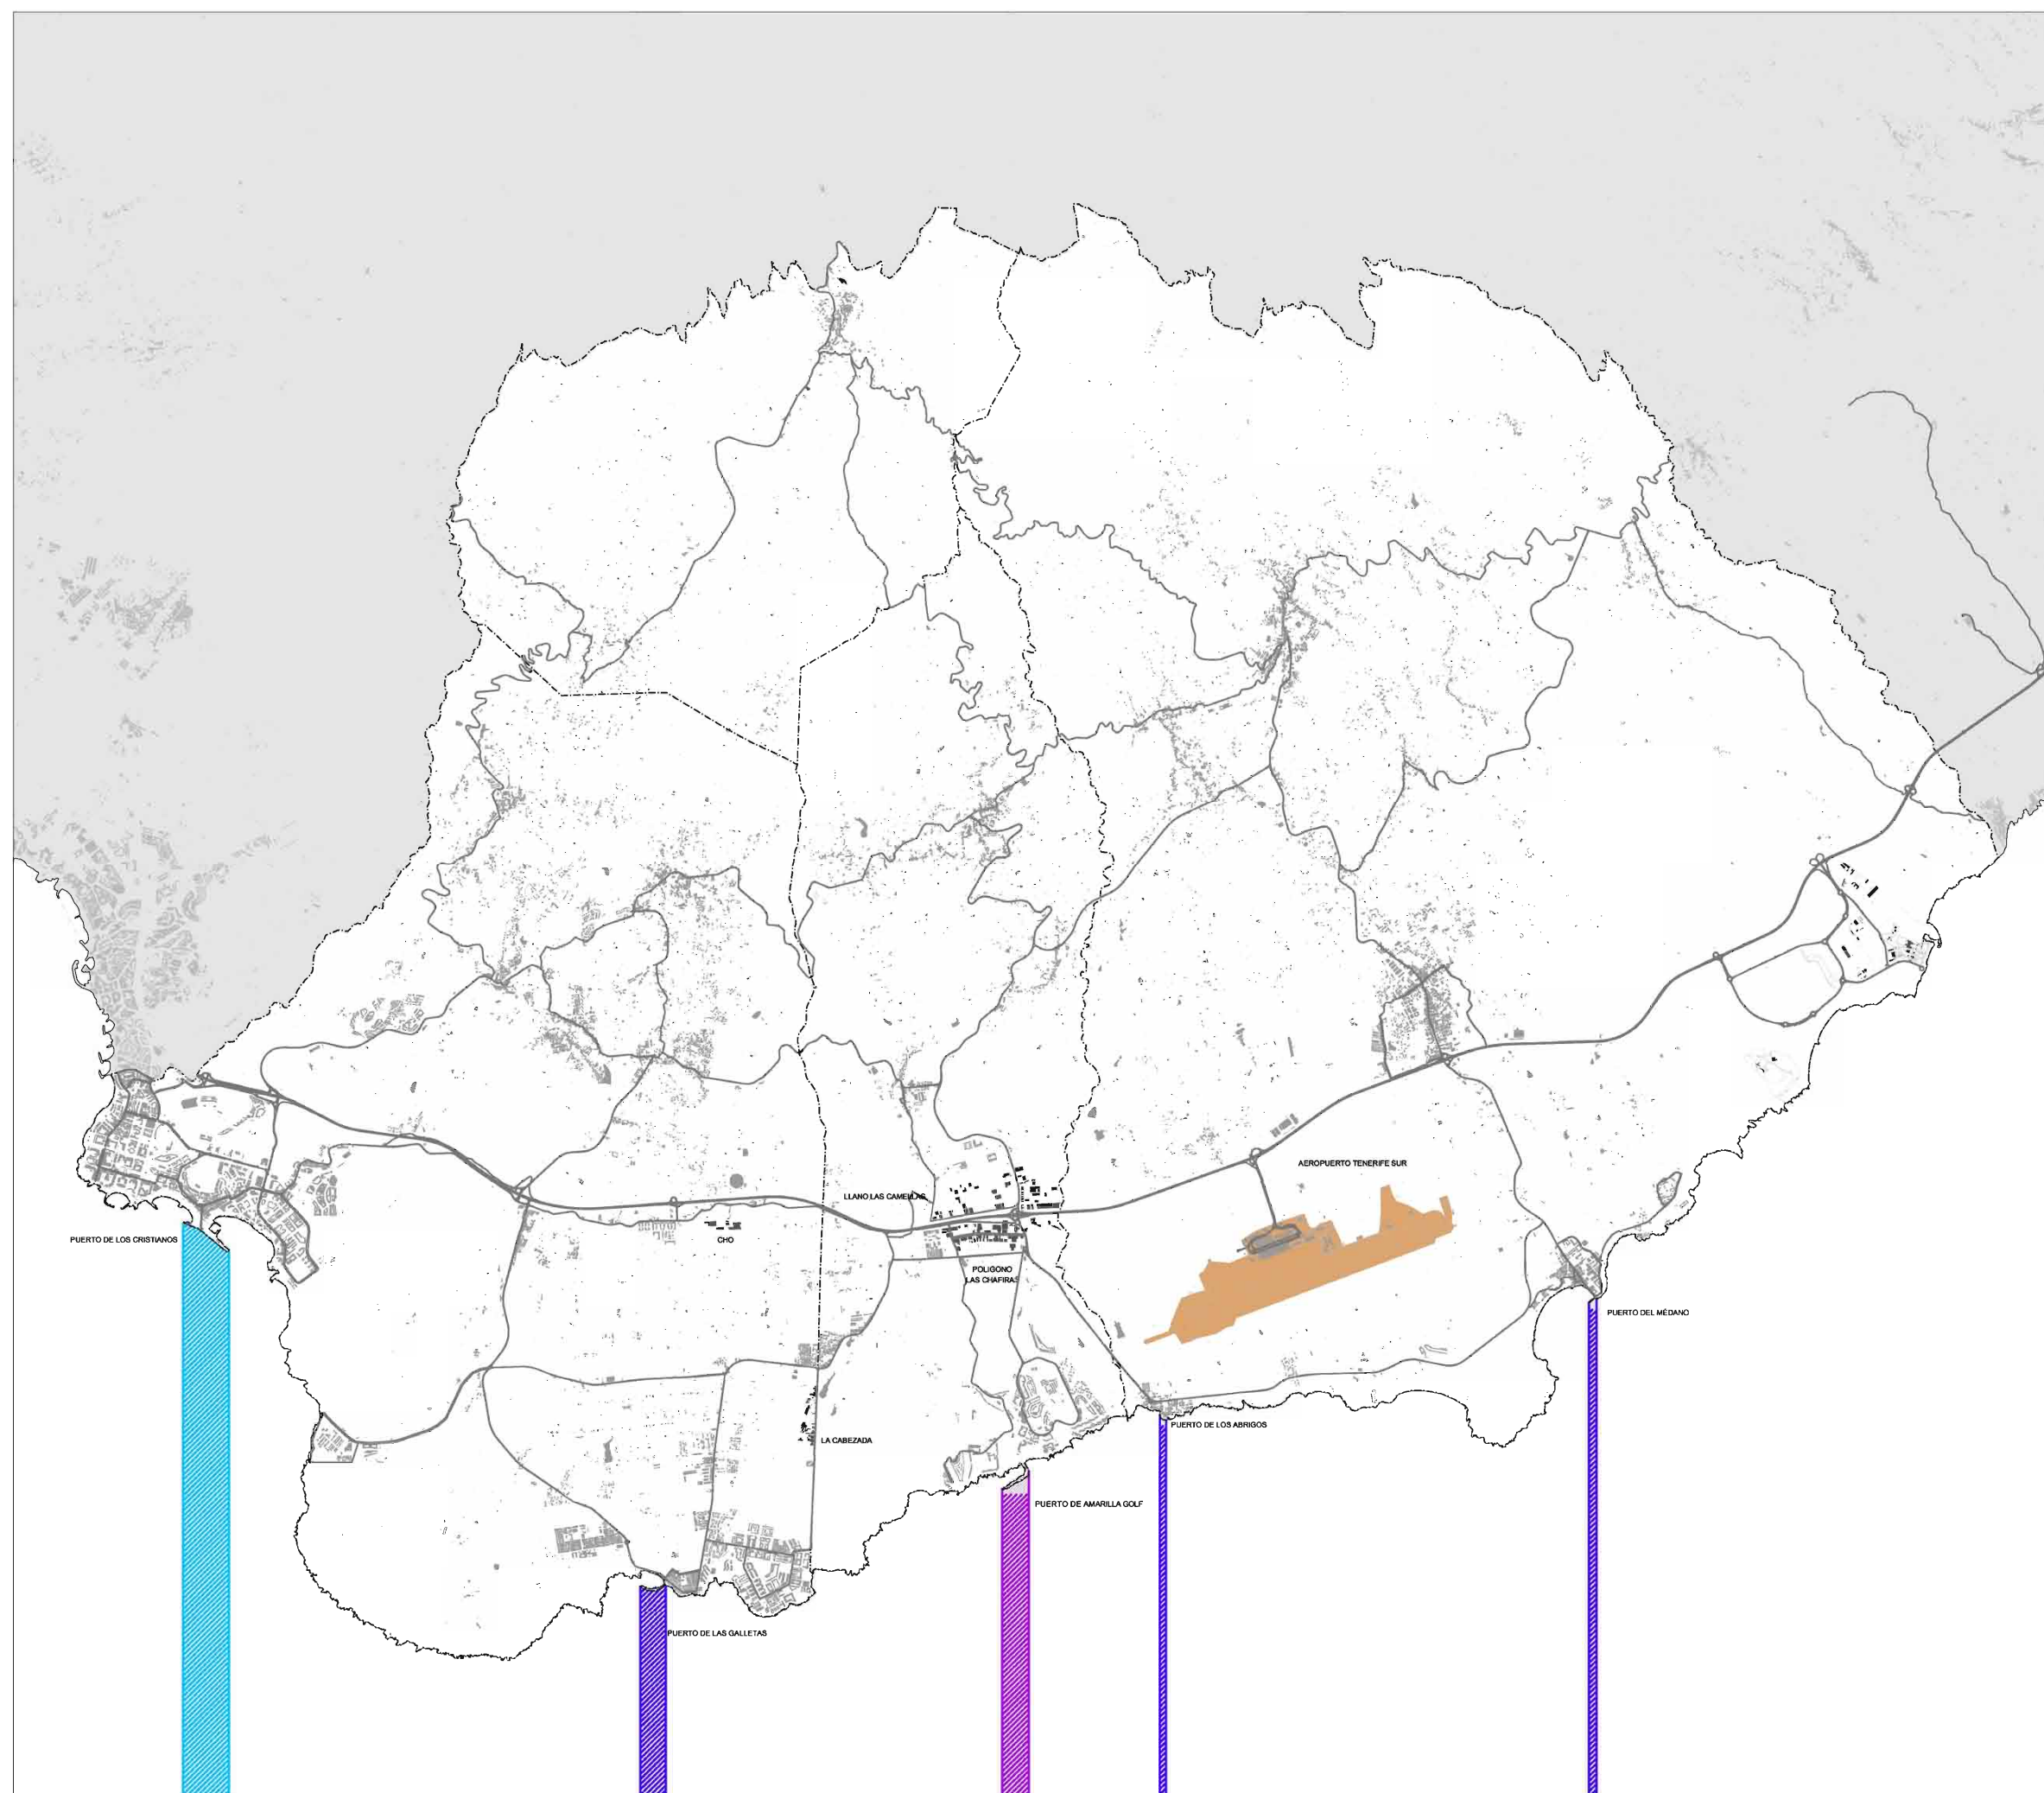 AEROPUERTO TENERIFE SUR
LLANO LAS CAMELLAS
PUERTO DE LOS CRISTIANOS
CHO
POLIGONO
LAS CHAFIRAS
PUERTO DEL MÉDANO
PUERTO DE LOS ABRIGOS
LA CABEZADA
PUERTO DE AMARILLA GOLF
PUERTO DE LAS GALLETAS